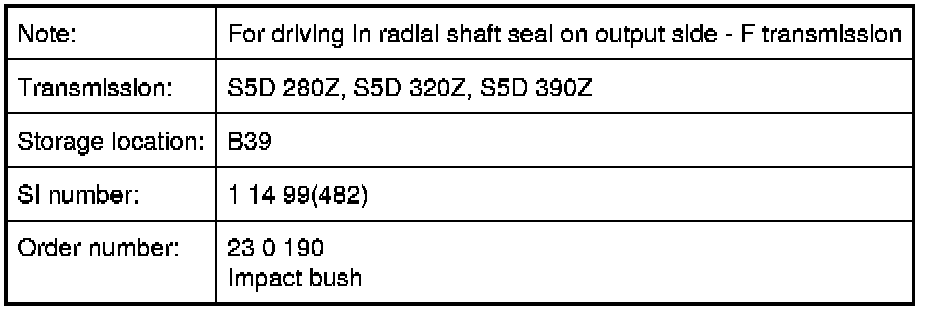 Note: For driving in radial shaft seal on output side - F transmission
Transmission: S5D 280Z, S5D 320Z, S5D 390Z
Storage location: B39
SI number: 1 14 99(482)
Order number: 23 0 190
Impact bush